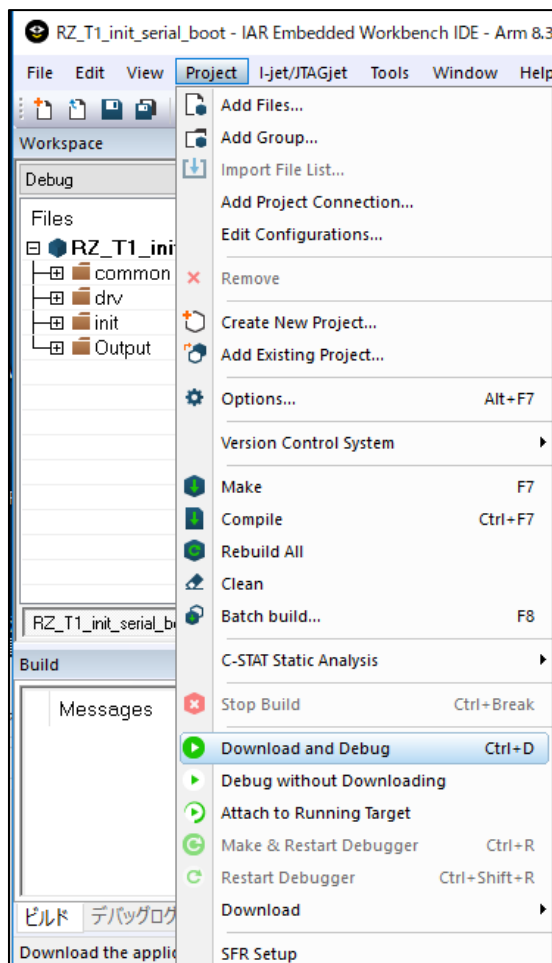 RZ_T1_init_serial_boot - IAR Embedded Workbench IDE - Arm 8.3
File Edit View Project I-jet/JTAGjet Tools Window Help
Workspace
Debug
Files
RZ_T1_ini
common
drv
init
Output
RZ_T1_init_serial_b
Build
Messages
ビルド デバッグログ
Download the applic
Add Files...
Add Group...
Import File List...
Add Project Connection...
Edit Configurations...
Remove
Create New Project...
Add Existing Project...
Options... Alt+F7
Version Control System
Make F7
Compile Ctrl+F7
Rebuild All
Clean
Batch build... F8
C-STAT Static Analysis
Stop Build Ctrl+Break
Download and Debug Ctrl+D
Debug without Downloading
Attach to Running Target
Make & Restart Debugger Ctrl+R
Restart Debugger Ctrl+Shift+R
Download
SFR Setup